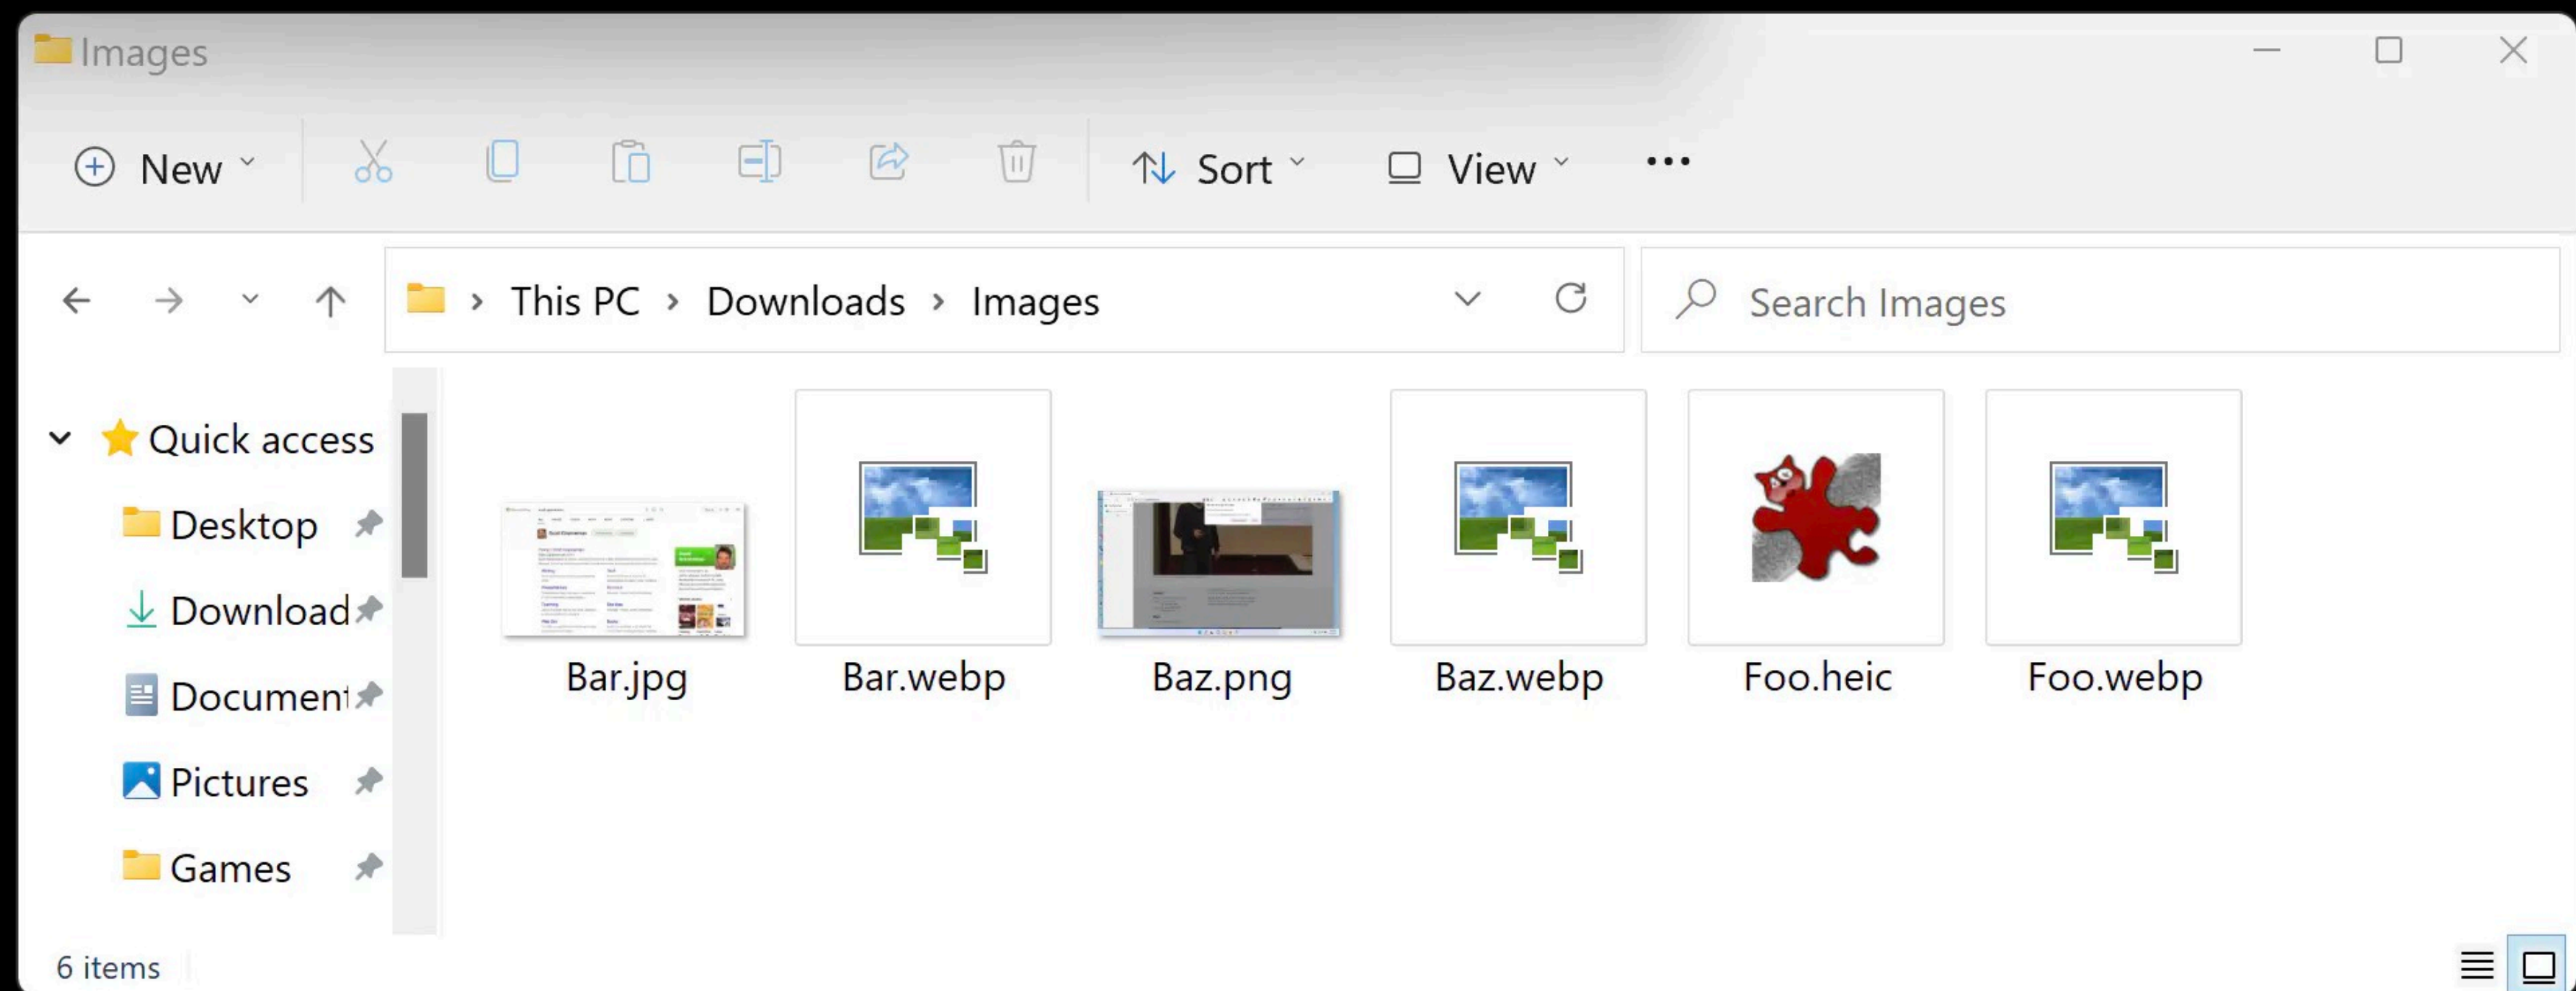 Images
New
Sort
View
This PC
Downloads
Images
Search Images
Quick access
Desktop
Download
Document
Pictures
Games
Bar.jpg
Bar.webp
Baz.png
Baz.webp
Foo.heic
Foo.webp
6 items